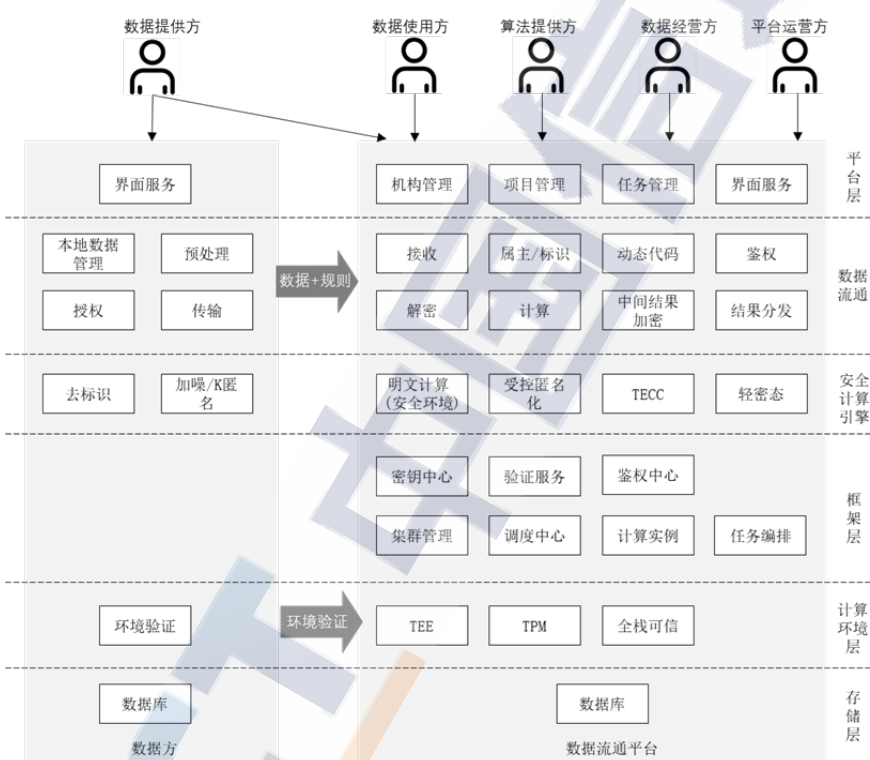 数据提供方
数据使用方
算法提供方
数据经营方
平台运营方
界面服务
机构管理
项目管理
任务管理
界面服务
平
台
层
本地数据
管理
预处理
授权
传输
数据+规则
接收
属主/标识
动态代码
鉴权
解密
计算
中间结果
加密
结果分发
数据
流通
去标识
加噪/K匿
名
明文计算
(安全环境)
受控匿名
化
TECC
轻密态
安全
计算
引擎
密钥中心
验证服务
鉴权中心
集群管理
调度中心
计算实例
任务编排
框
架
层
环境验证
环境验证
TEE
TPM
全栈可信
计算
环境
层
数据库
数据库
存
储
层
数据方
数据流通平台
中国信